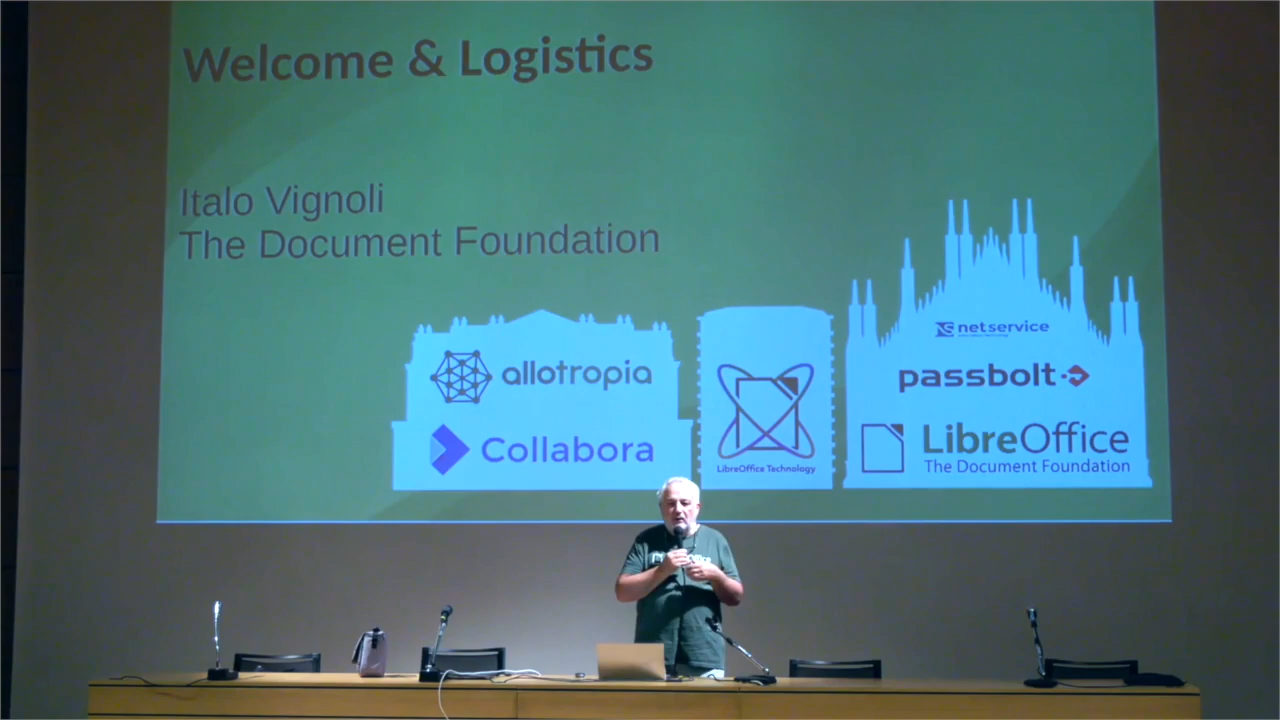 Welcome & Logistics
Italo Vignoli
The Document Foundation
netservice
allotropia
passbolt
Collabora
LibreOffice Technology
LibreOffice
The Document Foundation